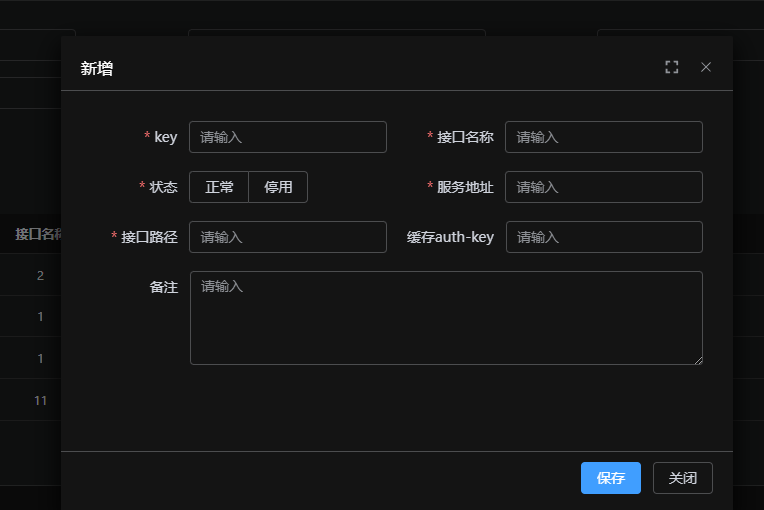 新增
* key 请输入 * 接口名称 请输入
* 状态 正常 停用 * 服务地址 请输入
* 接口路径 请输入 缓存auth-key 请输入
备注 请输入
接口名称
2
1
1
11
保存 关闭